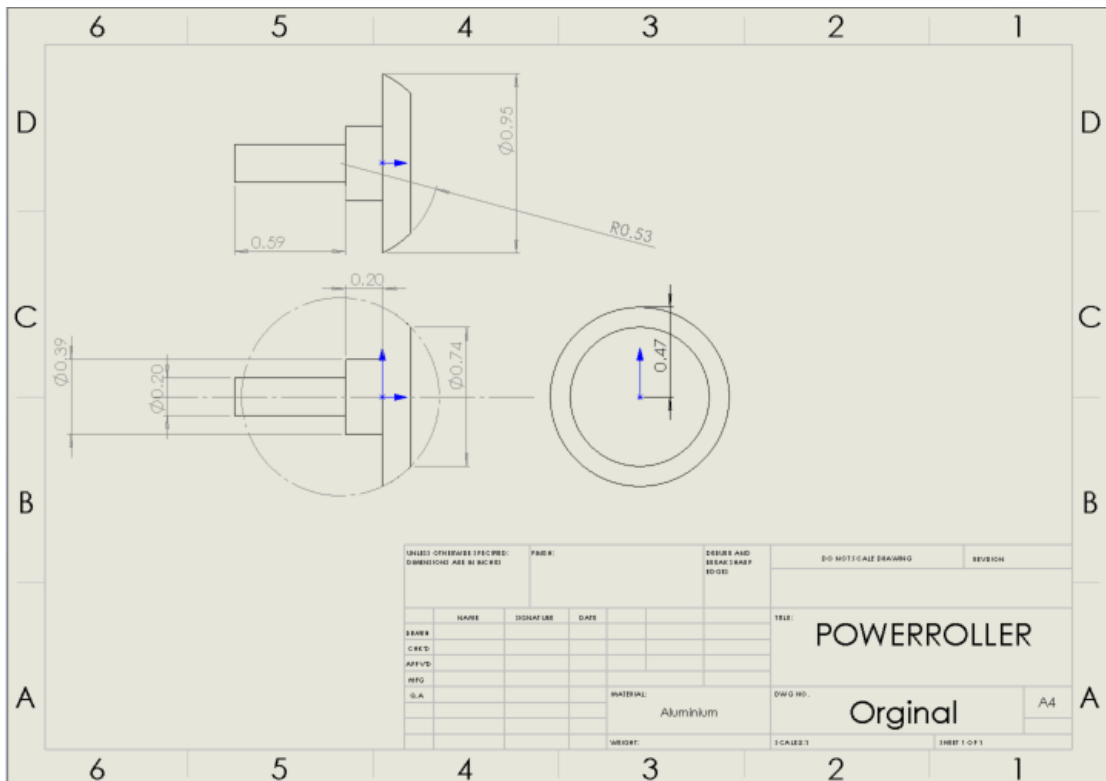 6 5 4 3 2 1
D D
Ø0.95
R0.53
0.59
0.20
C C
Ø0.39
Ø0.20
Ø0.74
0.47
B B
UNLESS OTHERWISE SPECIFIED:
DIMENSIONS ARE IN INCHES
FINISH:
DEBURR AND
BREAK SHARP
EDGES
DO NOT SCALE DRAWING
REVISION
NAME SIGNATURE DATE
TITLE:
DRAWN
CHK'D
APPV'D
MFG
Q.A
POWERROLLER
A A
MATERIAL:
Aluminium
DWG NO.
Orginal
A4
WEIGHT:
SCALE:2:1
SHEET 1 OF 1
6 5 4 3 2 1